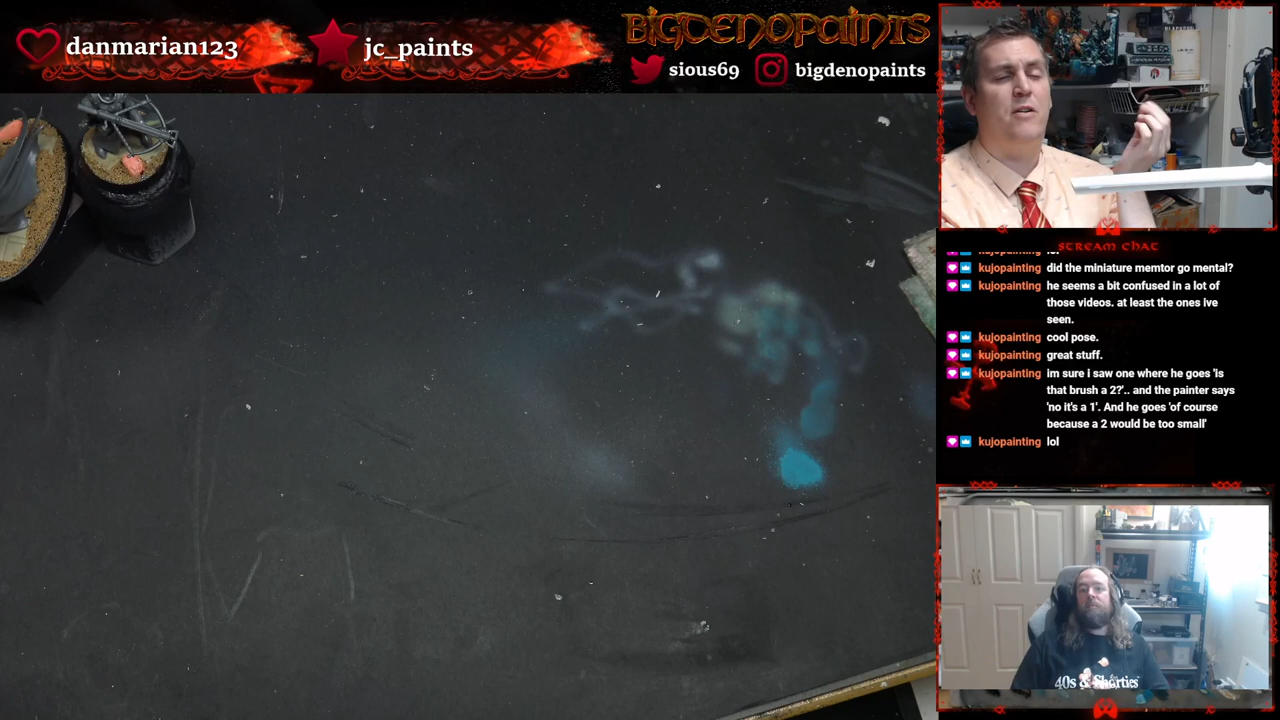 danmarian123
jc_paints
BIGDENOPAINTS
sious69
bigdenopaints
STREAM CHAT
kujopainting lol
kujopainting did the miniature memtor go mental?
kujopainting he seems a bit confused in a lot of
those videos. at least the ones ive
seen.
kujopainting cool pose.
kujopainting great stuff.
kujopainting im sure i saw one where he goes 'is
that brush a 2?'.. and the painter says
'no it's a 1'. And he goes 'of course
because a 2 would be too small'
kujopainting lol
40s & Shorties